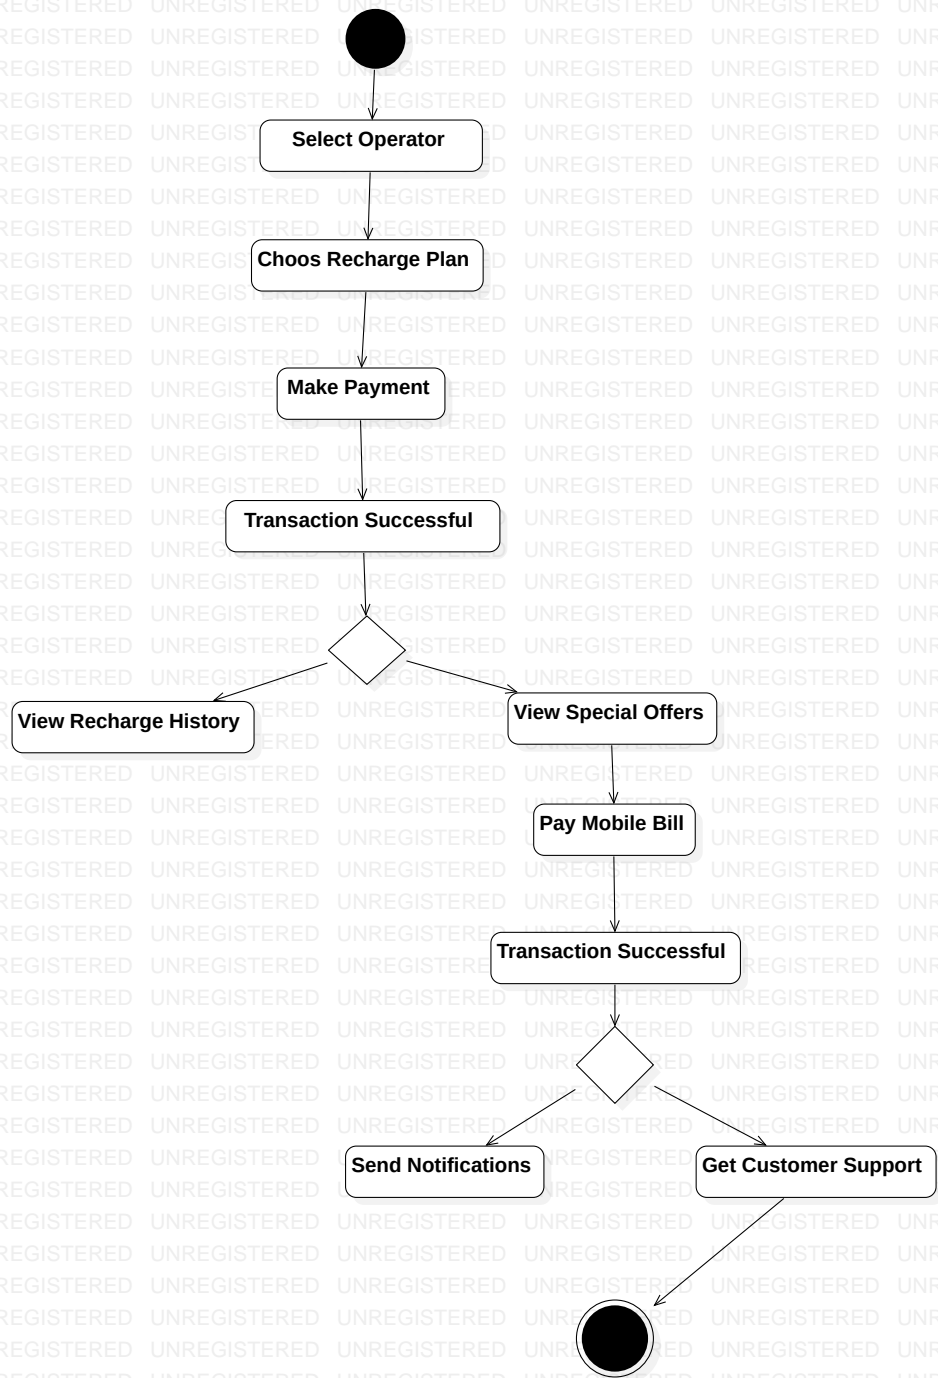 Select Operator
Choos Recharge Plan
Make Payment
Transaction Successful
View Recharge History
View Special Offers
Pay Mobile Bill
Transaction Successful
Send Notifications
Get Customer Support
UNREGISTERED